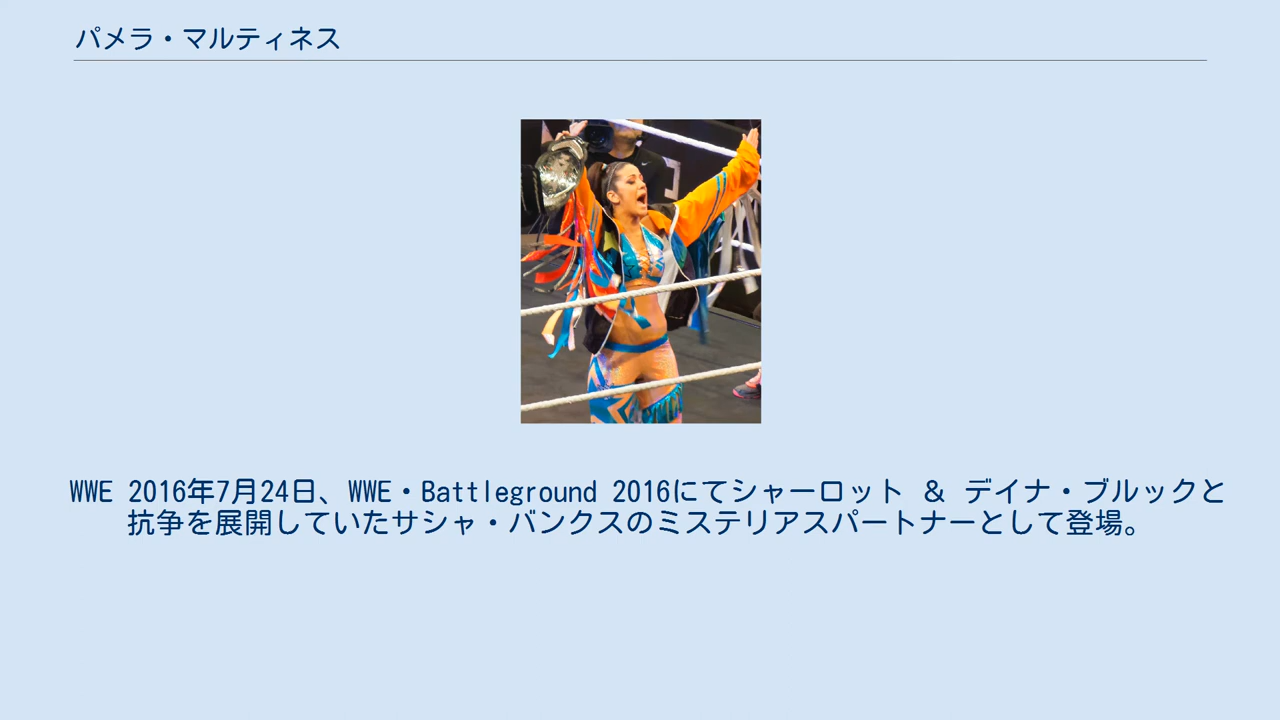 パメラ・マルティネス
WWE 2016年7月24日、WWE・Battleground 2016にてシャーロット ＆ デイナ・ブルックと
抗争を展開していたサシャ・バンクスのミステリアスパートナーとして登場。